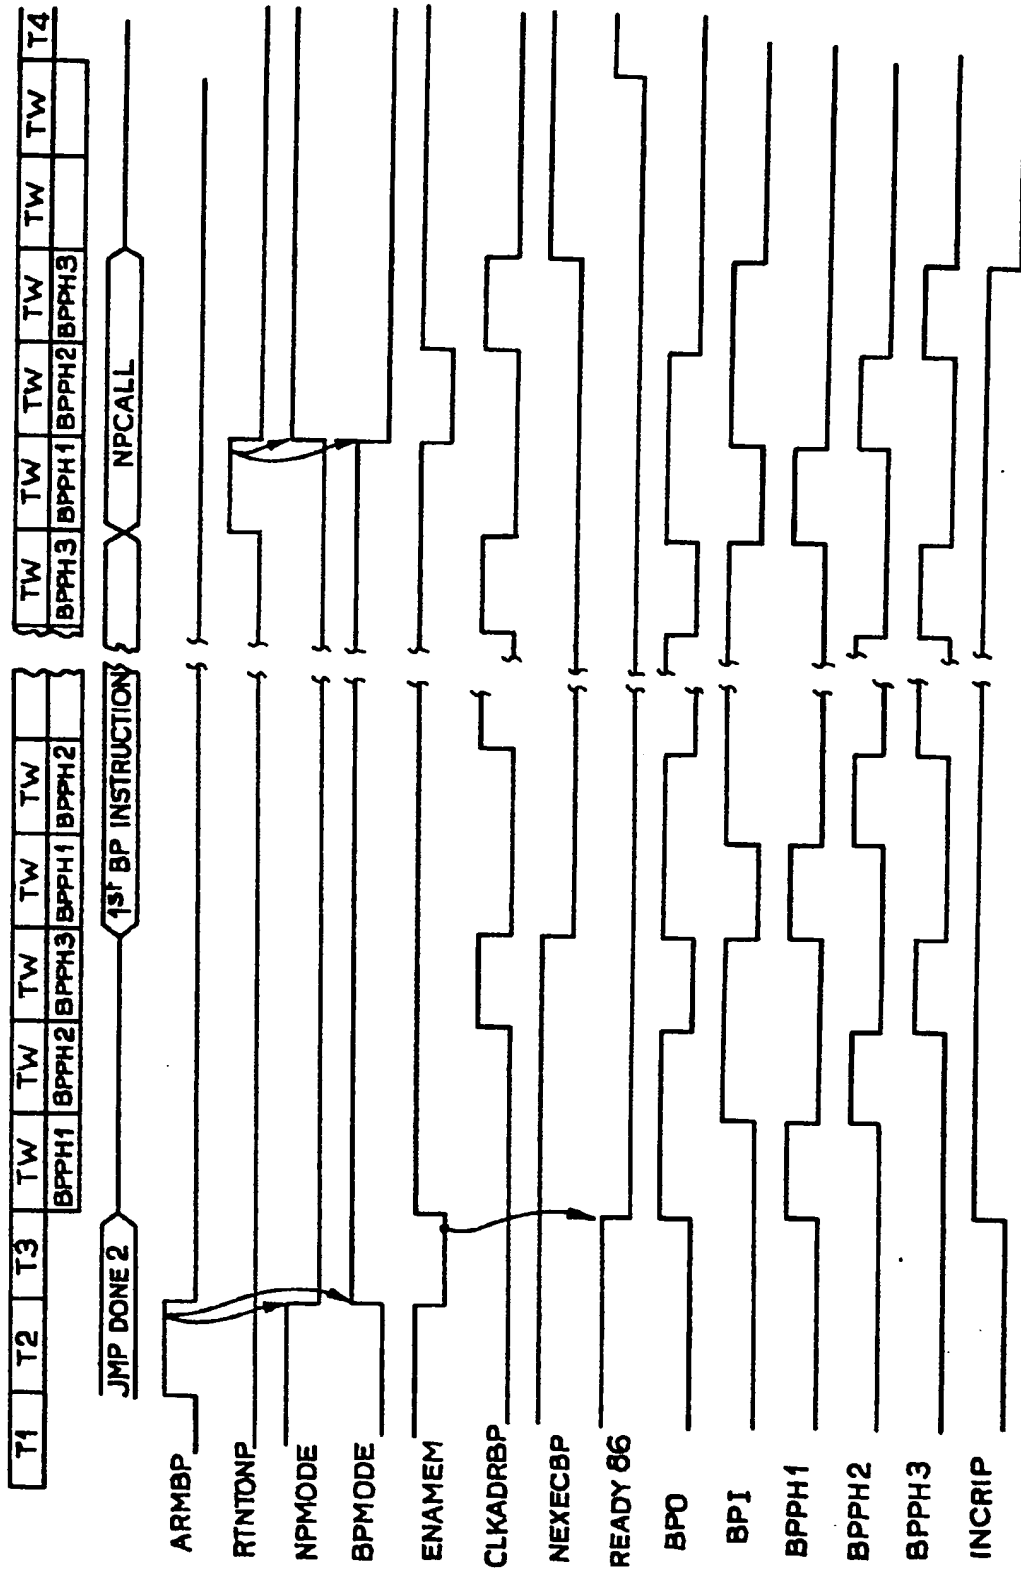 T1 T2 T3 TW TW TW TW TW TW TW TW TW TW TW T4
BPPH1 BPPH2 BPPH3 BPPH1 BPPH2 BPPH3 BPPH1 BPPH2 BPPH3
JMP DONE 2 1ST BP INSTRUCTION NPCALL
ARMBP
RTNTONP
NPMODE
BPMODE
ENAMEM
CLKADRBP
NEXECBP
READY 86
BPO
BPI
BPPH1
BPPH2
BPPH3
INCRIP